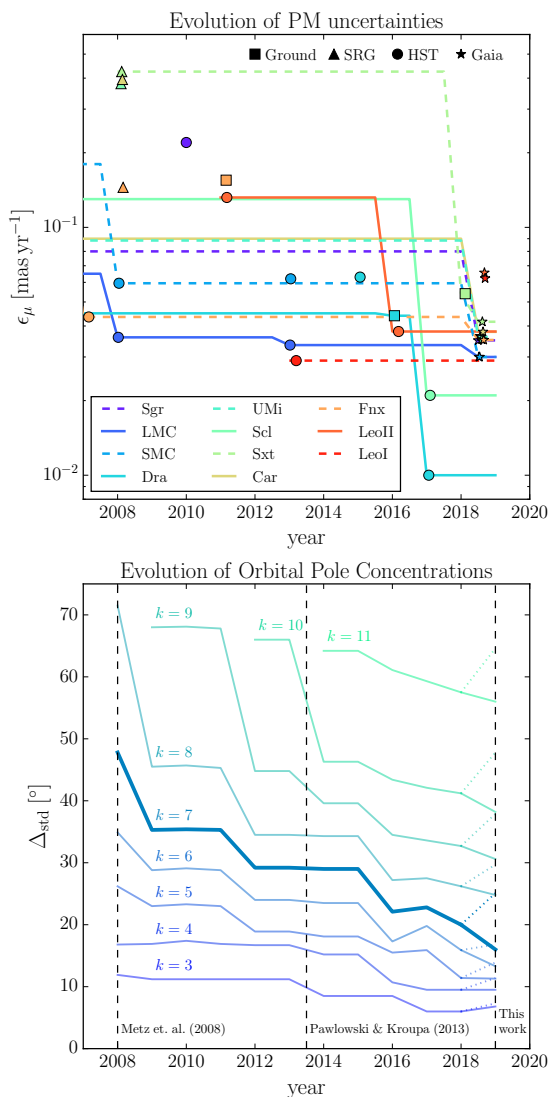 Evolution of PM uncertainties
Ground SRG HST Gaia
10⁻¹
10⁻²
ϵ_μ [mas yr⁻¹]
Sgr UMi Fnx
LMC Scl LeoII
SMC Sxt LeoI
Dra Car
2008 2010 2012 2014 2016 2018 2020
year
Evolution of Orbital Pole Concentrations
70
60
50
40
30
20
10
0
Δ_std [°]
k = 9
k = 10
k = 11
k = 8
k = 7
k = 6
k = 5
k = 4
k = 3
Metz et. al. (2008)
Pawlowski & Kroupa (2013)
This
work
2008 2010 2012 2014 2016 2018 2020
year